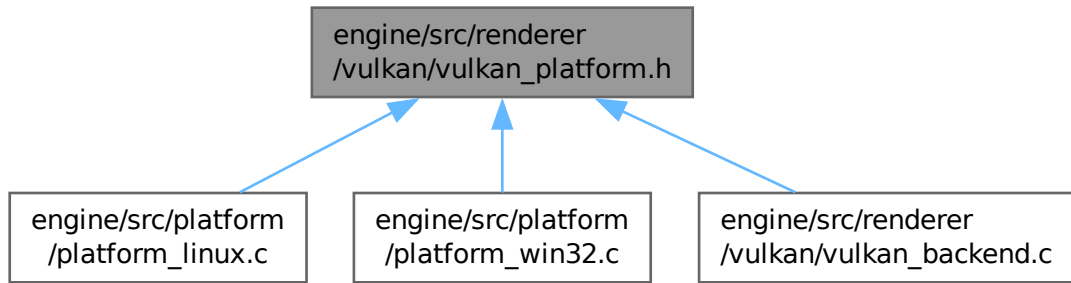 engine/src/renderer
/vulkan/vulkan_platform.h
engine/src/platform
/platform_linux.c
engine/src/platform
/platform_win32.c
engine/src/renderer
/vulkan/vulkan_backend.c